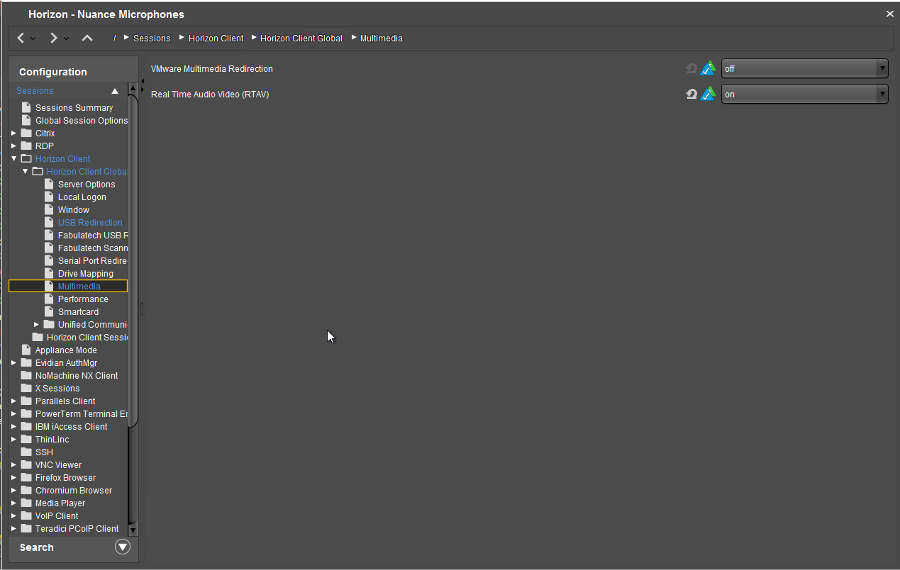 Horizon - Nuance Microphones
/ Sessions Horizon Client Horizon Client Global Multimedia
Configuration
Sessions
Sessions Summary
Global Session Options
Citrix
RDP
Horizon Client
Horizon Client Globa
Server Options
Local Logon
Window
USB Redirection
Fabulatech USB R
Fabulatech Scann
Serial Port Redire
Drive Mapping
Multimedia
Performance
Smartcard
Unified Communi
Horizon Client Sessi
Appliance Mode
Evidian AuthMgr
NoMachine NX Client
X Sessions
Parallels Client
PowerTerm Terminal Er
IBM iAccess Client
ThinLinc
SSH
VNC Viewer
Firefox Browser
Chromium Browser
Media Player
VoIP Client
Teradici PCoIP Client
Search
VMware Multimedia Redirection off
Real Time Audio Video (RTAV) on